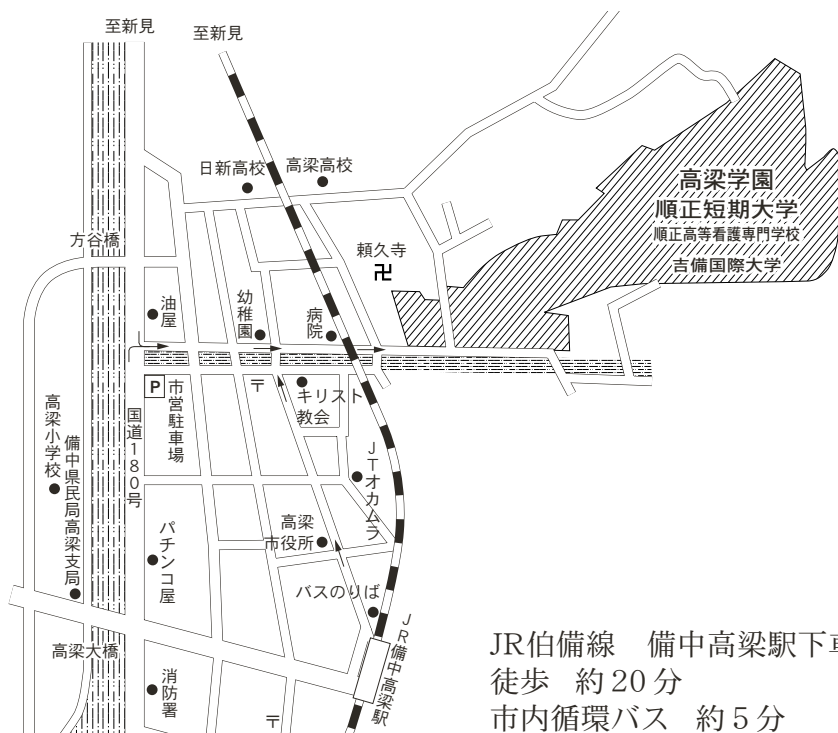 至新見
至新見
日新高校
高梁高校
高梁学園
順正短期大学
順正高等看護専門学校
吉備国際大学
方谷橋
頼久寺
卍
油屋
幼稚園
病院
P
市営駐車場
〒
キリスト
教会
国道180号
高梁小学校
備中県民局高梁支局
JTオカムラ
高梁
市役所
パチンコ屋
バスのりば
JR備中高梁駅
高梁大橋
消防署
〒
JR伯備線　備中高梁駅下車
徒歩　約20分
市内循環バス　約5分